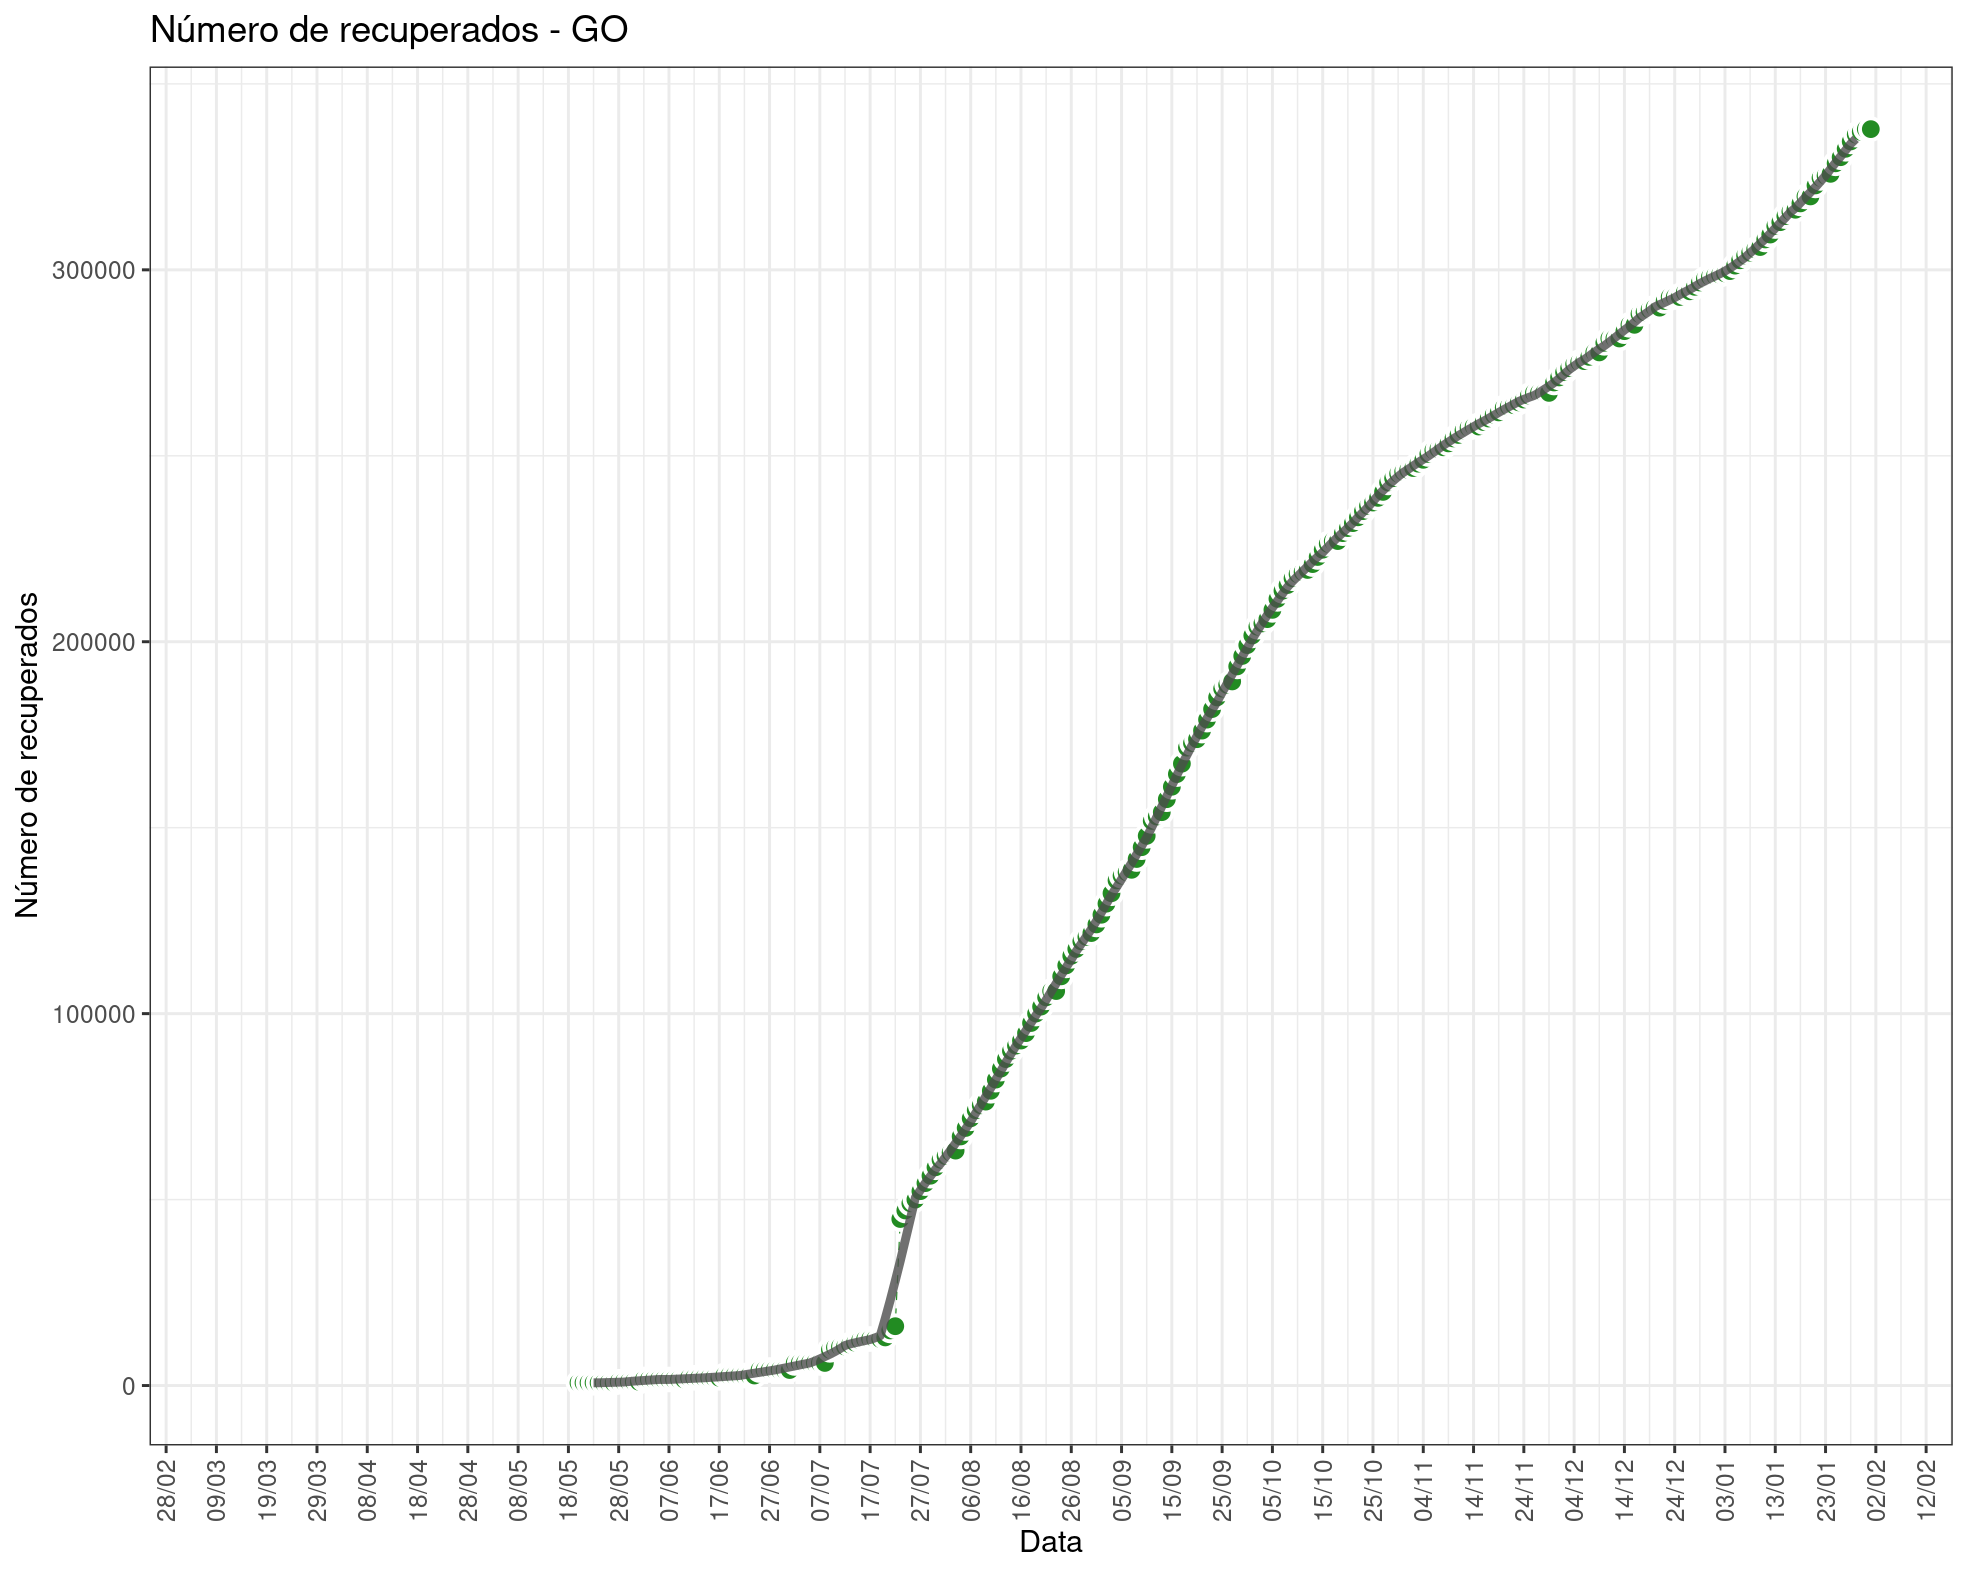 Número de recuperados - GO
Número de recuperados
300000
200000
100000
0
28/02 09/03 19/03 29/03 08/04 18/04 28/04 08/05 18/05 28/05 07/06 17/06 27/06 07/07 17/07 27/07 06/08 16/08 26/08 05/09 15/09 25/09 05/10 15/10 25/10 04/11 14/11 24/11 04/12 14/12 24/12 03/01 13/01 23/01 02/02 12/02
Data